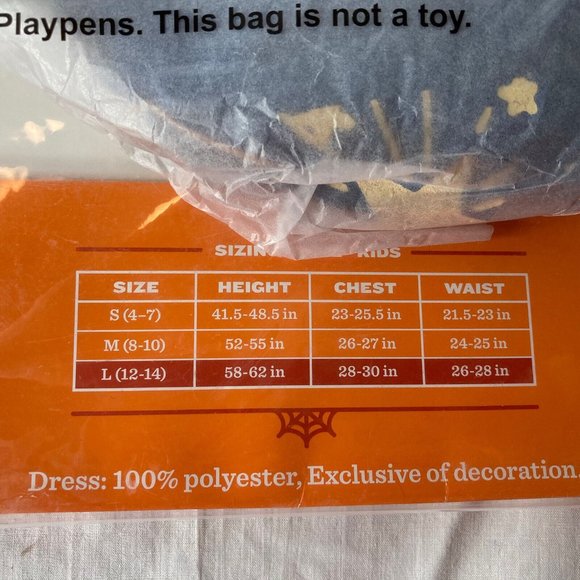 Playpens. This bag is not a toy.
KIDS
SIZE HEIGHT CHEST WAIST
S (4-7) 41.5-48.5 in 23-25.5 in 21.5-23 in
M (8-10) 52-55 in 26-27 in 24-25 in
L (12-14) 58-62 in 28-30 in 26-28 in
Dress: 100% polyester, Exclusive of decoration.